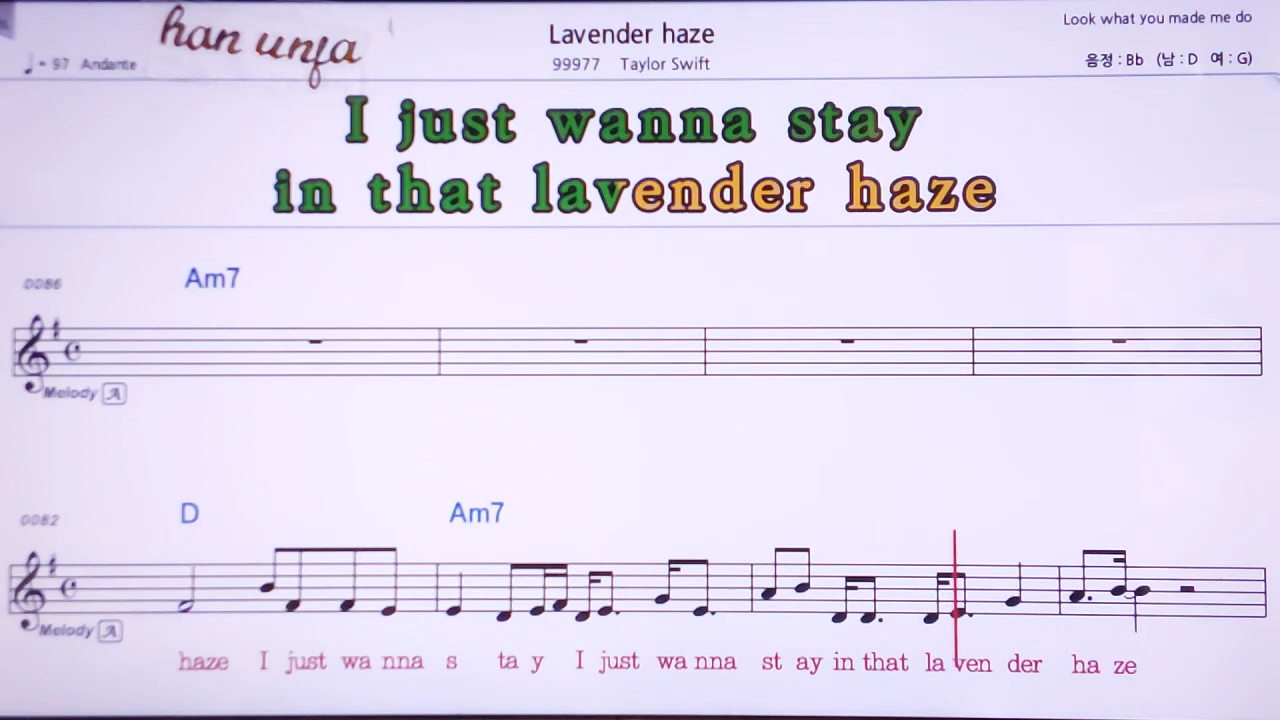 han unfa
Lavender haze
Look what you made me do
♩ = 97 Andante
99977 Taylor Swift
음정 : Bb (남 : D 여 : G)
I just wanna stay
in that lavender haze
0086
Am7
Melody A
0082
D Am7
Melody A
haze I just wa nna s ta y I just wa nna st ay in that la ven der ha ze